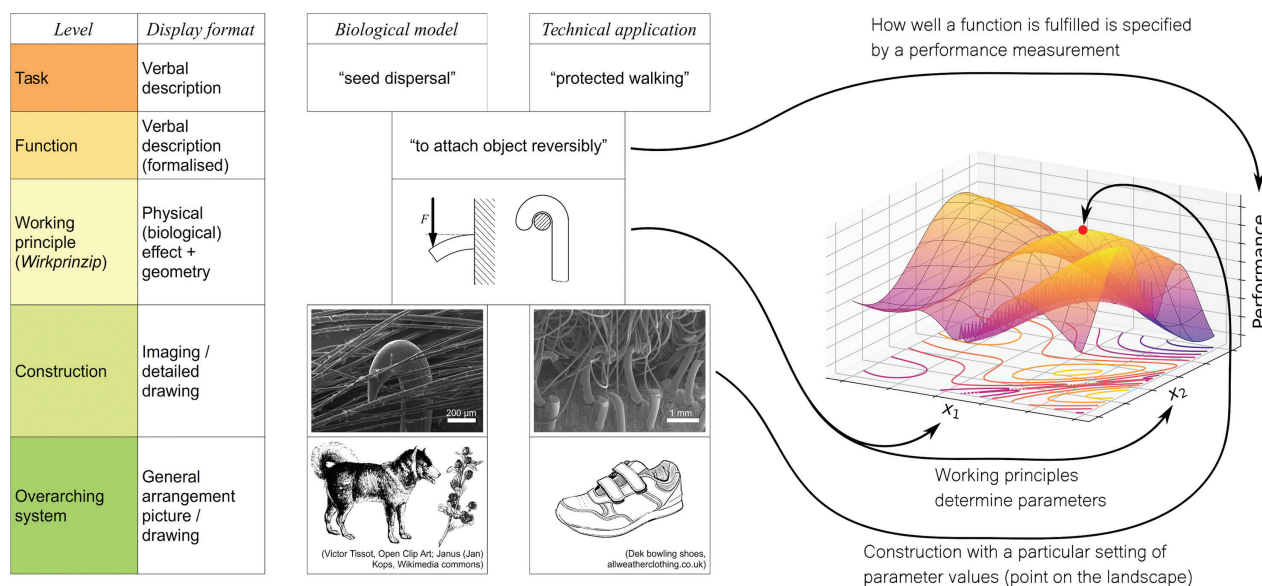 Level
Display format
Biological model
Technical application
Task
Verbal
description
“seed dispersal”
“protected walking”
Function
Verbal
description
(formalised)
“to attach object reversibly”
Working
principle
(Wirkprinzip)
Physical
(biological)
effect +
geometry
F
Construction
Imaging /
detailed
drawing
200 µm
1 mm
Overarching
system
General
arrangement
picture /
drawing
(Victor Tissot, Open Clip Art; Janus (Jan)
Kops, Wikimedia commons)
(Dek bowling shoes,
allweatherclothing.co.uk)
How well a function is fulfilled is specified
by a performance measurement
Performance
x1
x2
Working principles
determine parameters
Construction with a particular setting of
parameter values (point on the landscape)